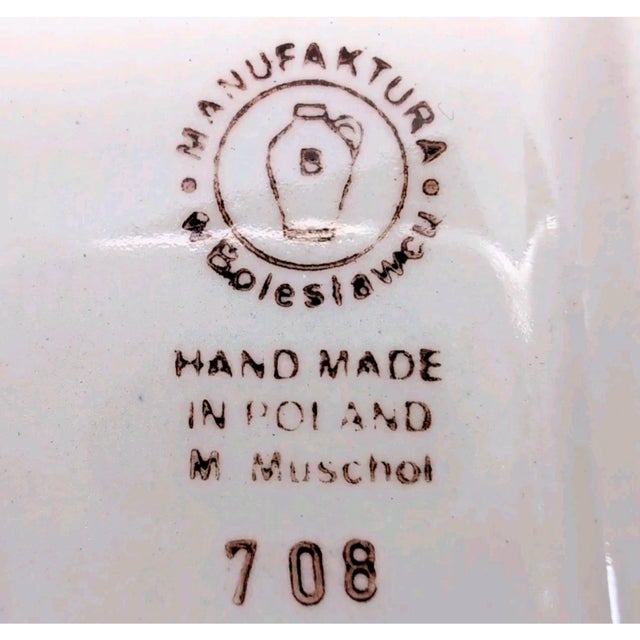 MANUFAKTURA
B
w Bolesławcu
HAND MADE
IN POLAND
M Muschol
708